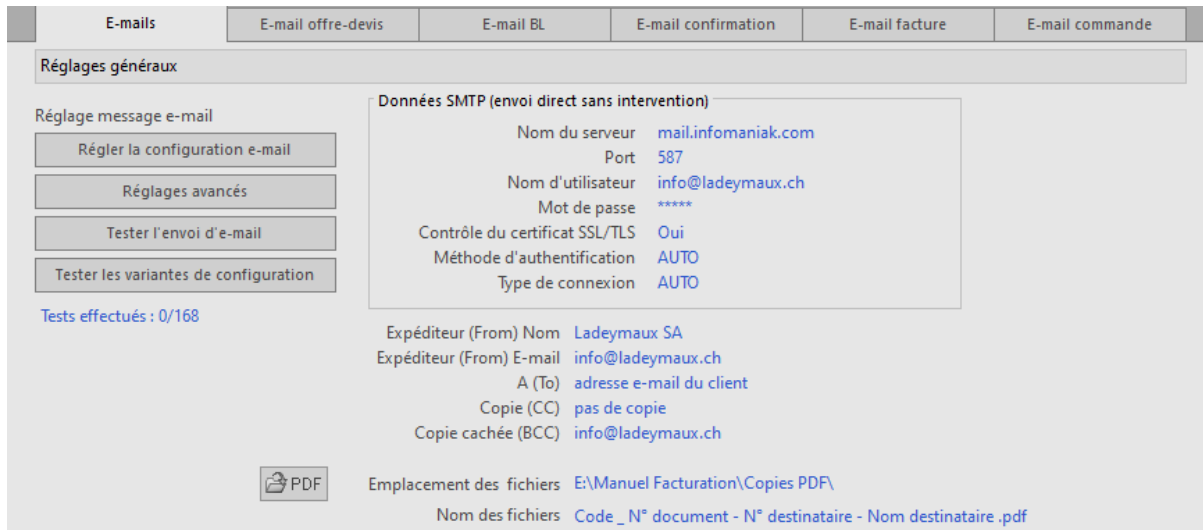 E-mails E-mail offre-devis E-mail BL E-mail confirmation E-mail facture E-mail commande
Réglages généraux
Réglage message e-mail
Régler la configuration e-mail
Réglages avancés
Tester l'envoi d'e-mail
Tester les variantes de configuration
Tests effectués : 0/168
Données SMTP (envoi direct sans intervention)
Nom du serveur mail.infomaniak.com
Port 587
Nom d'utilisateur info@ladeymaux.ch
Mot de passe *****
Contrôle du certificat SSL/TLS Oui
Méthode d'authentification AUTO
Type de connexion AUTO
Expéditeur (From) Nom Ladeymaux SA
Expéditeur (From) E-mail info@ladeymaux.ch
A (To) adresse e-mail du client
Copie (CC) pas de copie
Copie cachée (BCC) info@ladeymaux.ch
PDF Emplacement des fichiers E:\Manuel Facturation\Copies PDF\
Nom des fichiers Code _ N° document - N° destinataire - Nom destinataire .pdf